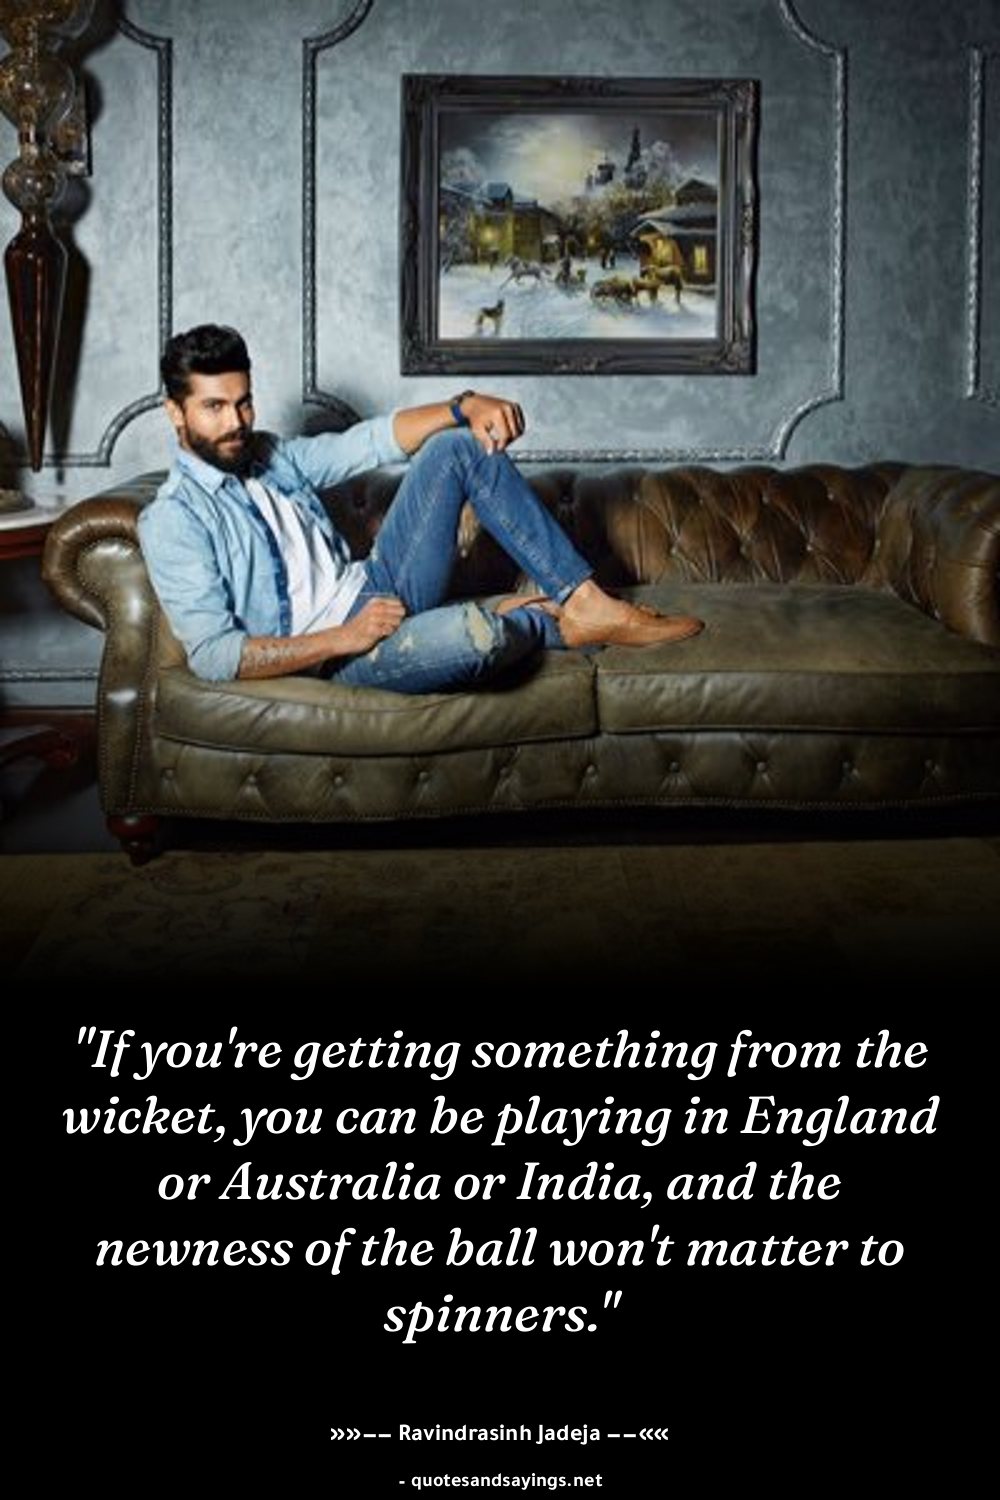 "If you're getting something from the
wicket, you can be playing in England
or Australia or India, and the
newness of the ball won't matter to
spinners."
»»−− Ravindrasinh Jadeja −−««
- quotesandsayings.net